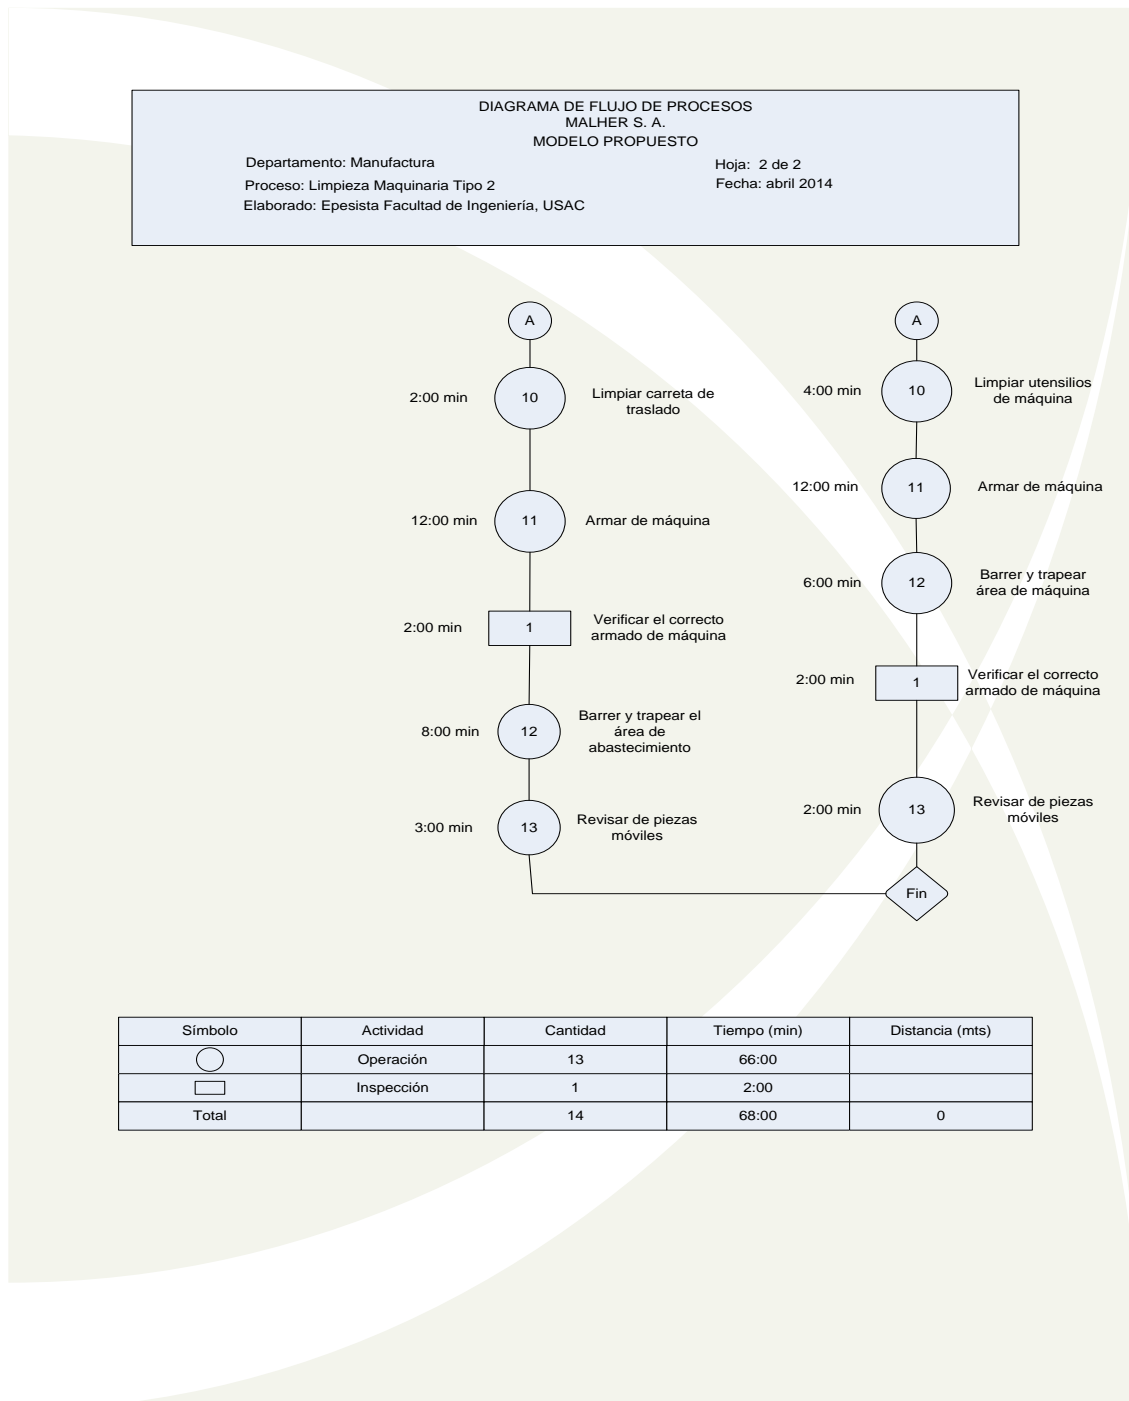 DIAGRAMA DE FLUJO DE PROCESOS
MALHER S. A.
MODELO PROPUESTO
Departamento: Manufactura
Hoja: 2 de 2
Proceso: Limpieza Maquinaria Tipo 2
Fecha: abril 2014
Elaborado: Epesista Facultad de Ingeniería, USAC
A
2:00 min
10
Limpiar carreta de
traslado
12:00 min
11
Armar de máquina
2:00 min
1
Verificar el correcto
armado de máquina
8:00 min
12
Barrer y trapear el
área de
abastecimiento
3:00 min
13
Revisar de piezas
móviles
A
4:00 min
10
Limpiar utensilios
de máquina
12:00 min
11
Armar de máquina
6:00 min
12
Barrer y trapear
área de máquina
2:00 min
1
Verificar el correcto
armado de máquina
2:00 min
13
Revisar de piezas
móviles
Fin
Símbolo Actividad Cantidad Tiempo (min) Distancia (mts)
Operación 13 66:00
Inspección 1 2:00
Total 14 68:00 0